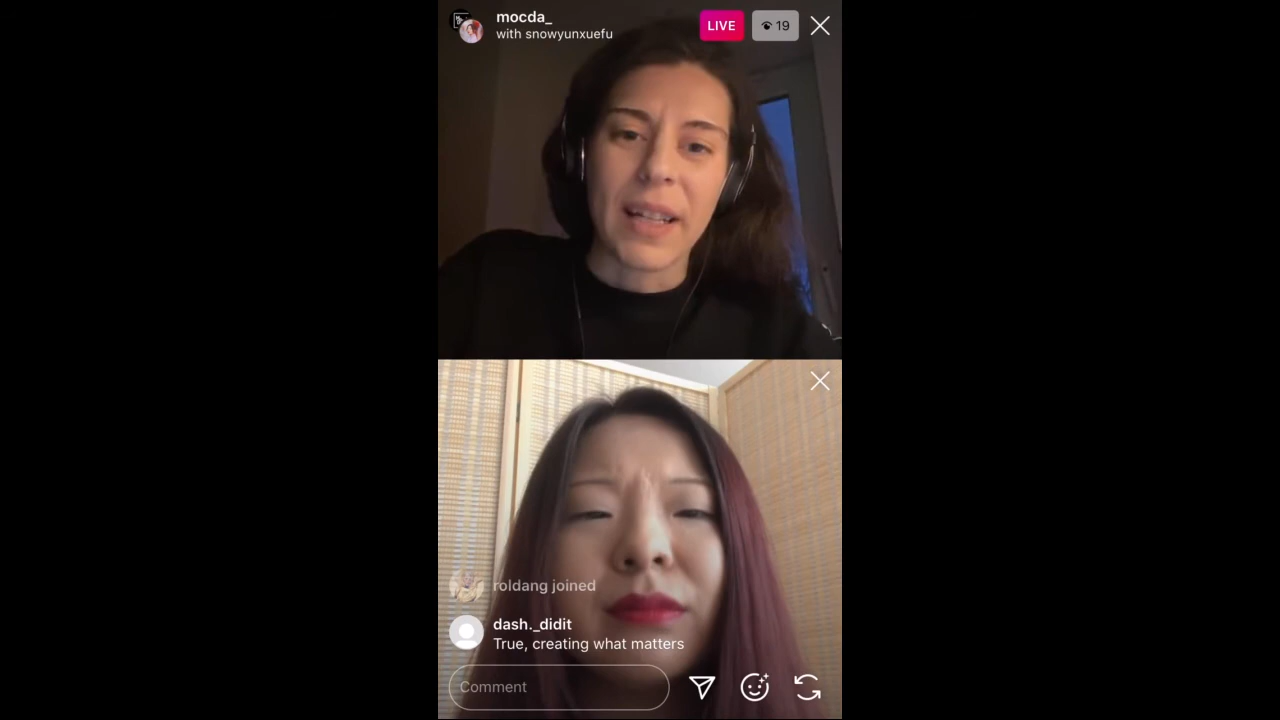 mocda_
with snowyunxuefu
LIVE
19
roldang joined
dash._didit
True, creating what matters
Comment